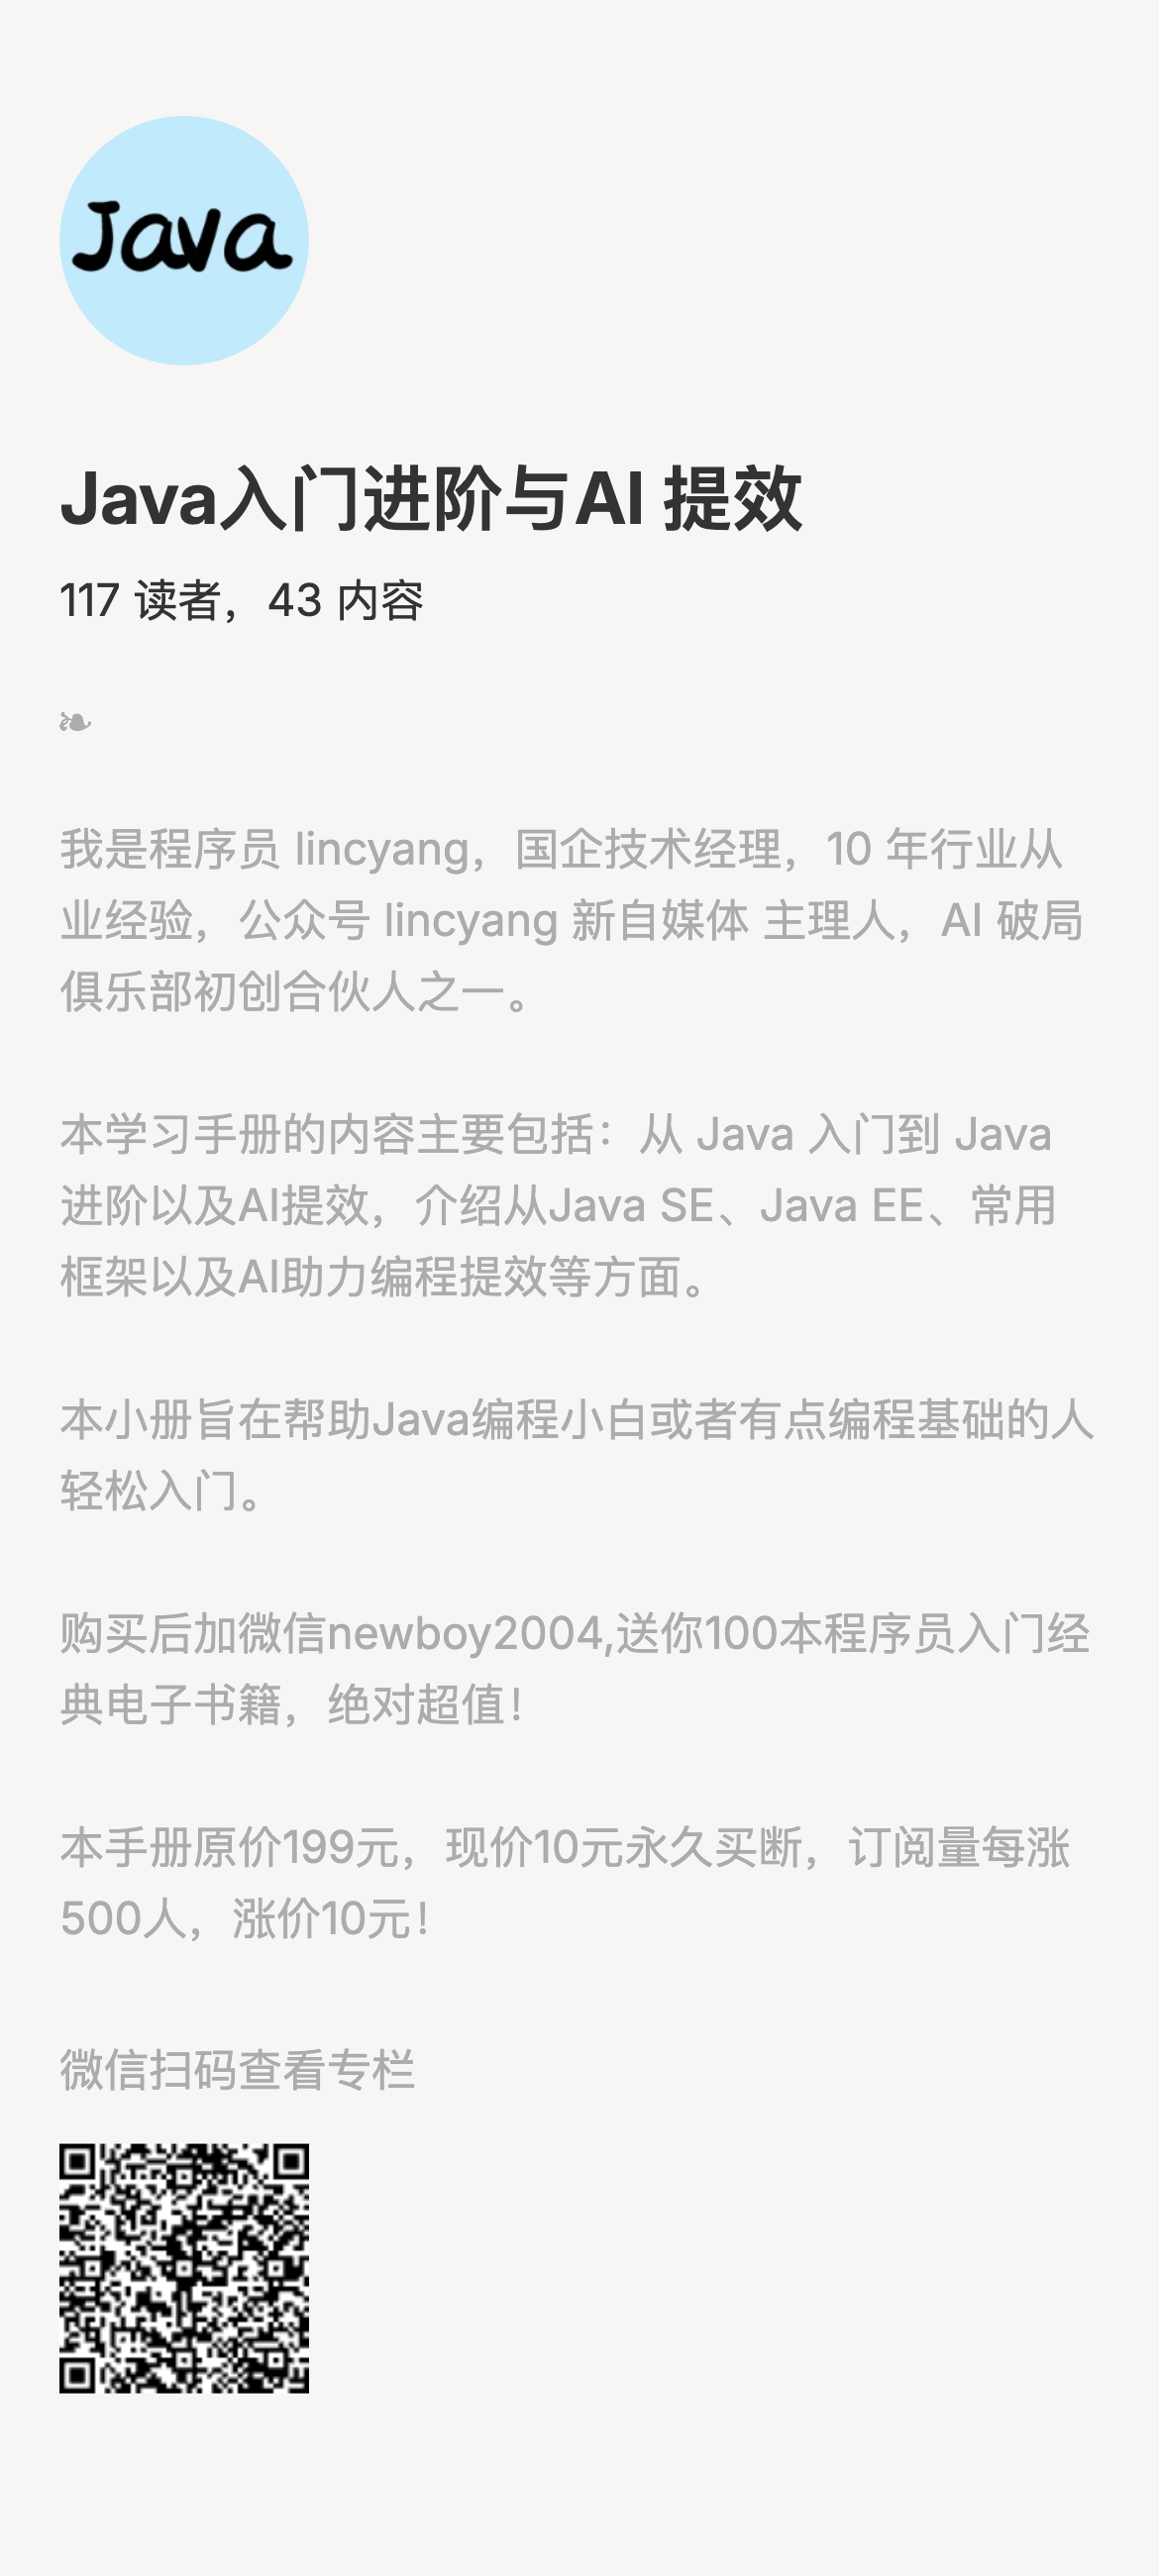 Java
Java入门进阶与AI 提效
117 读者，43 内容
❧
我是程序员 lincyang，国企技术经理，10 年行业从
业经验，公众号 lincyang 新自媒体 主理人，AI 破局
俱乐部初创合伙人之一。
本学习手册的内容主要包括：从 Java 入门到 Java
进阶以及AI提效，介绍从Java SE、Java EE、常用
框架以及AI助力编程提效等方面。
本小册旨在帮助Java编程小白或者有点编程基础的人
轻松入门。
购买后加微信newboy2004,送你100本程序员入门经
典电子书籍，绝对超值！
本手册原价199元，现价10元永久买断，订阅量每涨
500人，涨价10元！
微信扫码查看专栏